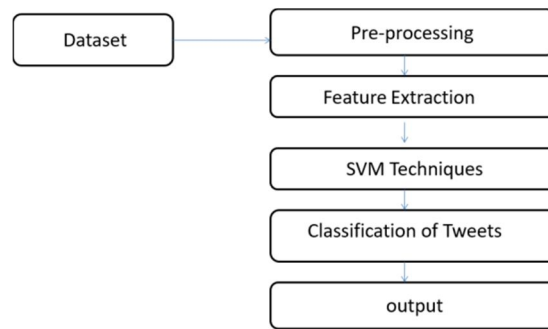 Dataset
Pre-processing
Feature Extraction
SVM Techniques
Classification of Tweets
output